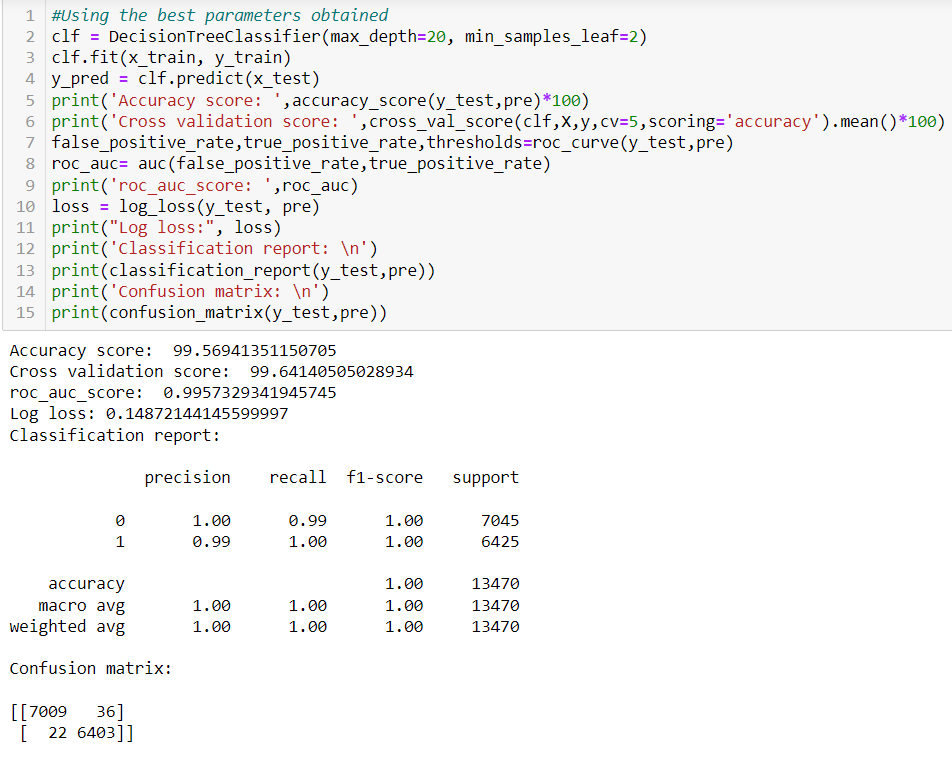 1 #Using the best parameters obtained
2 clf = DecisionTreeClassifier(max_depth=20, min_samples_leaf=2)
3 clf.fit(x_train, y_train)
4 y_pred = clf.predict(x_test)
5 print('Accuracy score: ',accuracy_score(y_test,pre)*100)
6 print('Cross validation score: ',cross_val_score(clf,X,y,cv=5,scoring='accuracy').mean()*100)
7 false_positive_rate,true_positive_rate,thresholds=roc_curve(y_test,pre)
8 roc_auc= auc(false_positive_rate,true_positive_rate)
9 print('roc_auc_score: ',roc_auc)
10 loss = log_loss(y_test, pre)
11 print("Log loss:", loss)
12 print('Classification report: \n')
13 print(classification_report(y_test,pre))
14 print('Confusion matrix: \n')
15 print(confusion_matrix(y_test,pre))
Accuracy score:  99.56941351150705
Cross validation score:  99.64140505028934
roc_auc_score:  0.9957329341945745
Log loss: 0.14872144145599997
Classification report:
precision    recall  f1-score   support
0       1.00      0.99      1.00      7045
1       0.99      1.00      1.00      6425
accuracy                           1.00     13470
macro avg       1.00      1.00      1.00     13470
weighted avg       1.00      1.00      1.00     13470
Confusion matrix:
[[7009   36]
[  22 6403]]